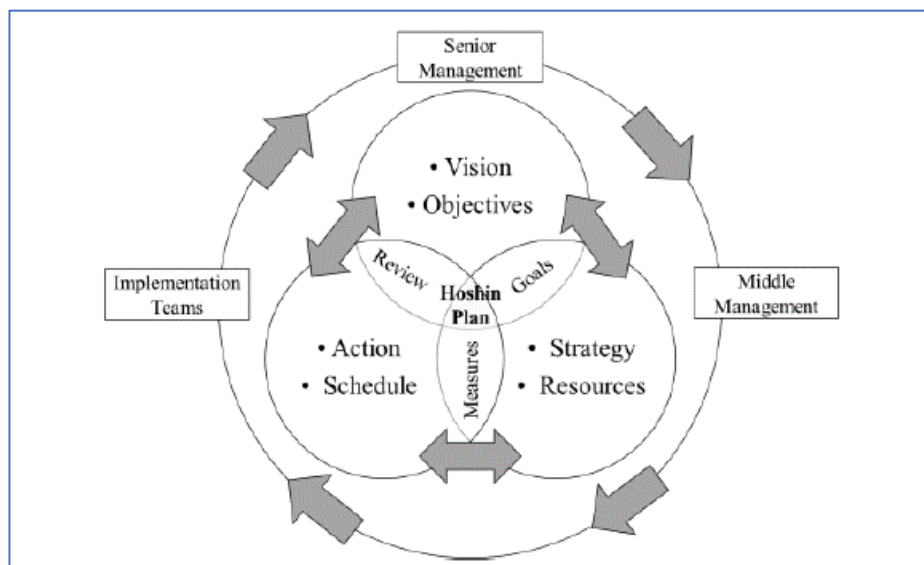 Senior
Management
• Vision
• Objectives
Review
Goals
Hoshin
Plan
Implementation
Teams
Middle
Management
• Action
• Schedule
Measures
• Strategy
• Resources